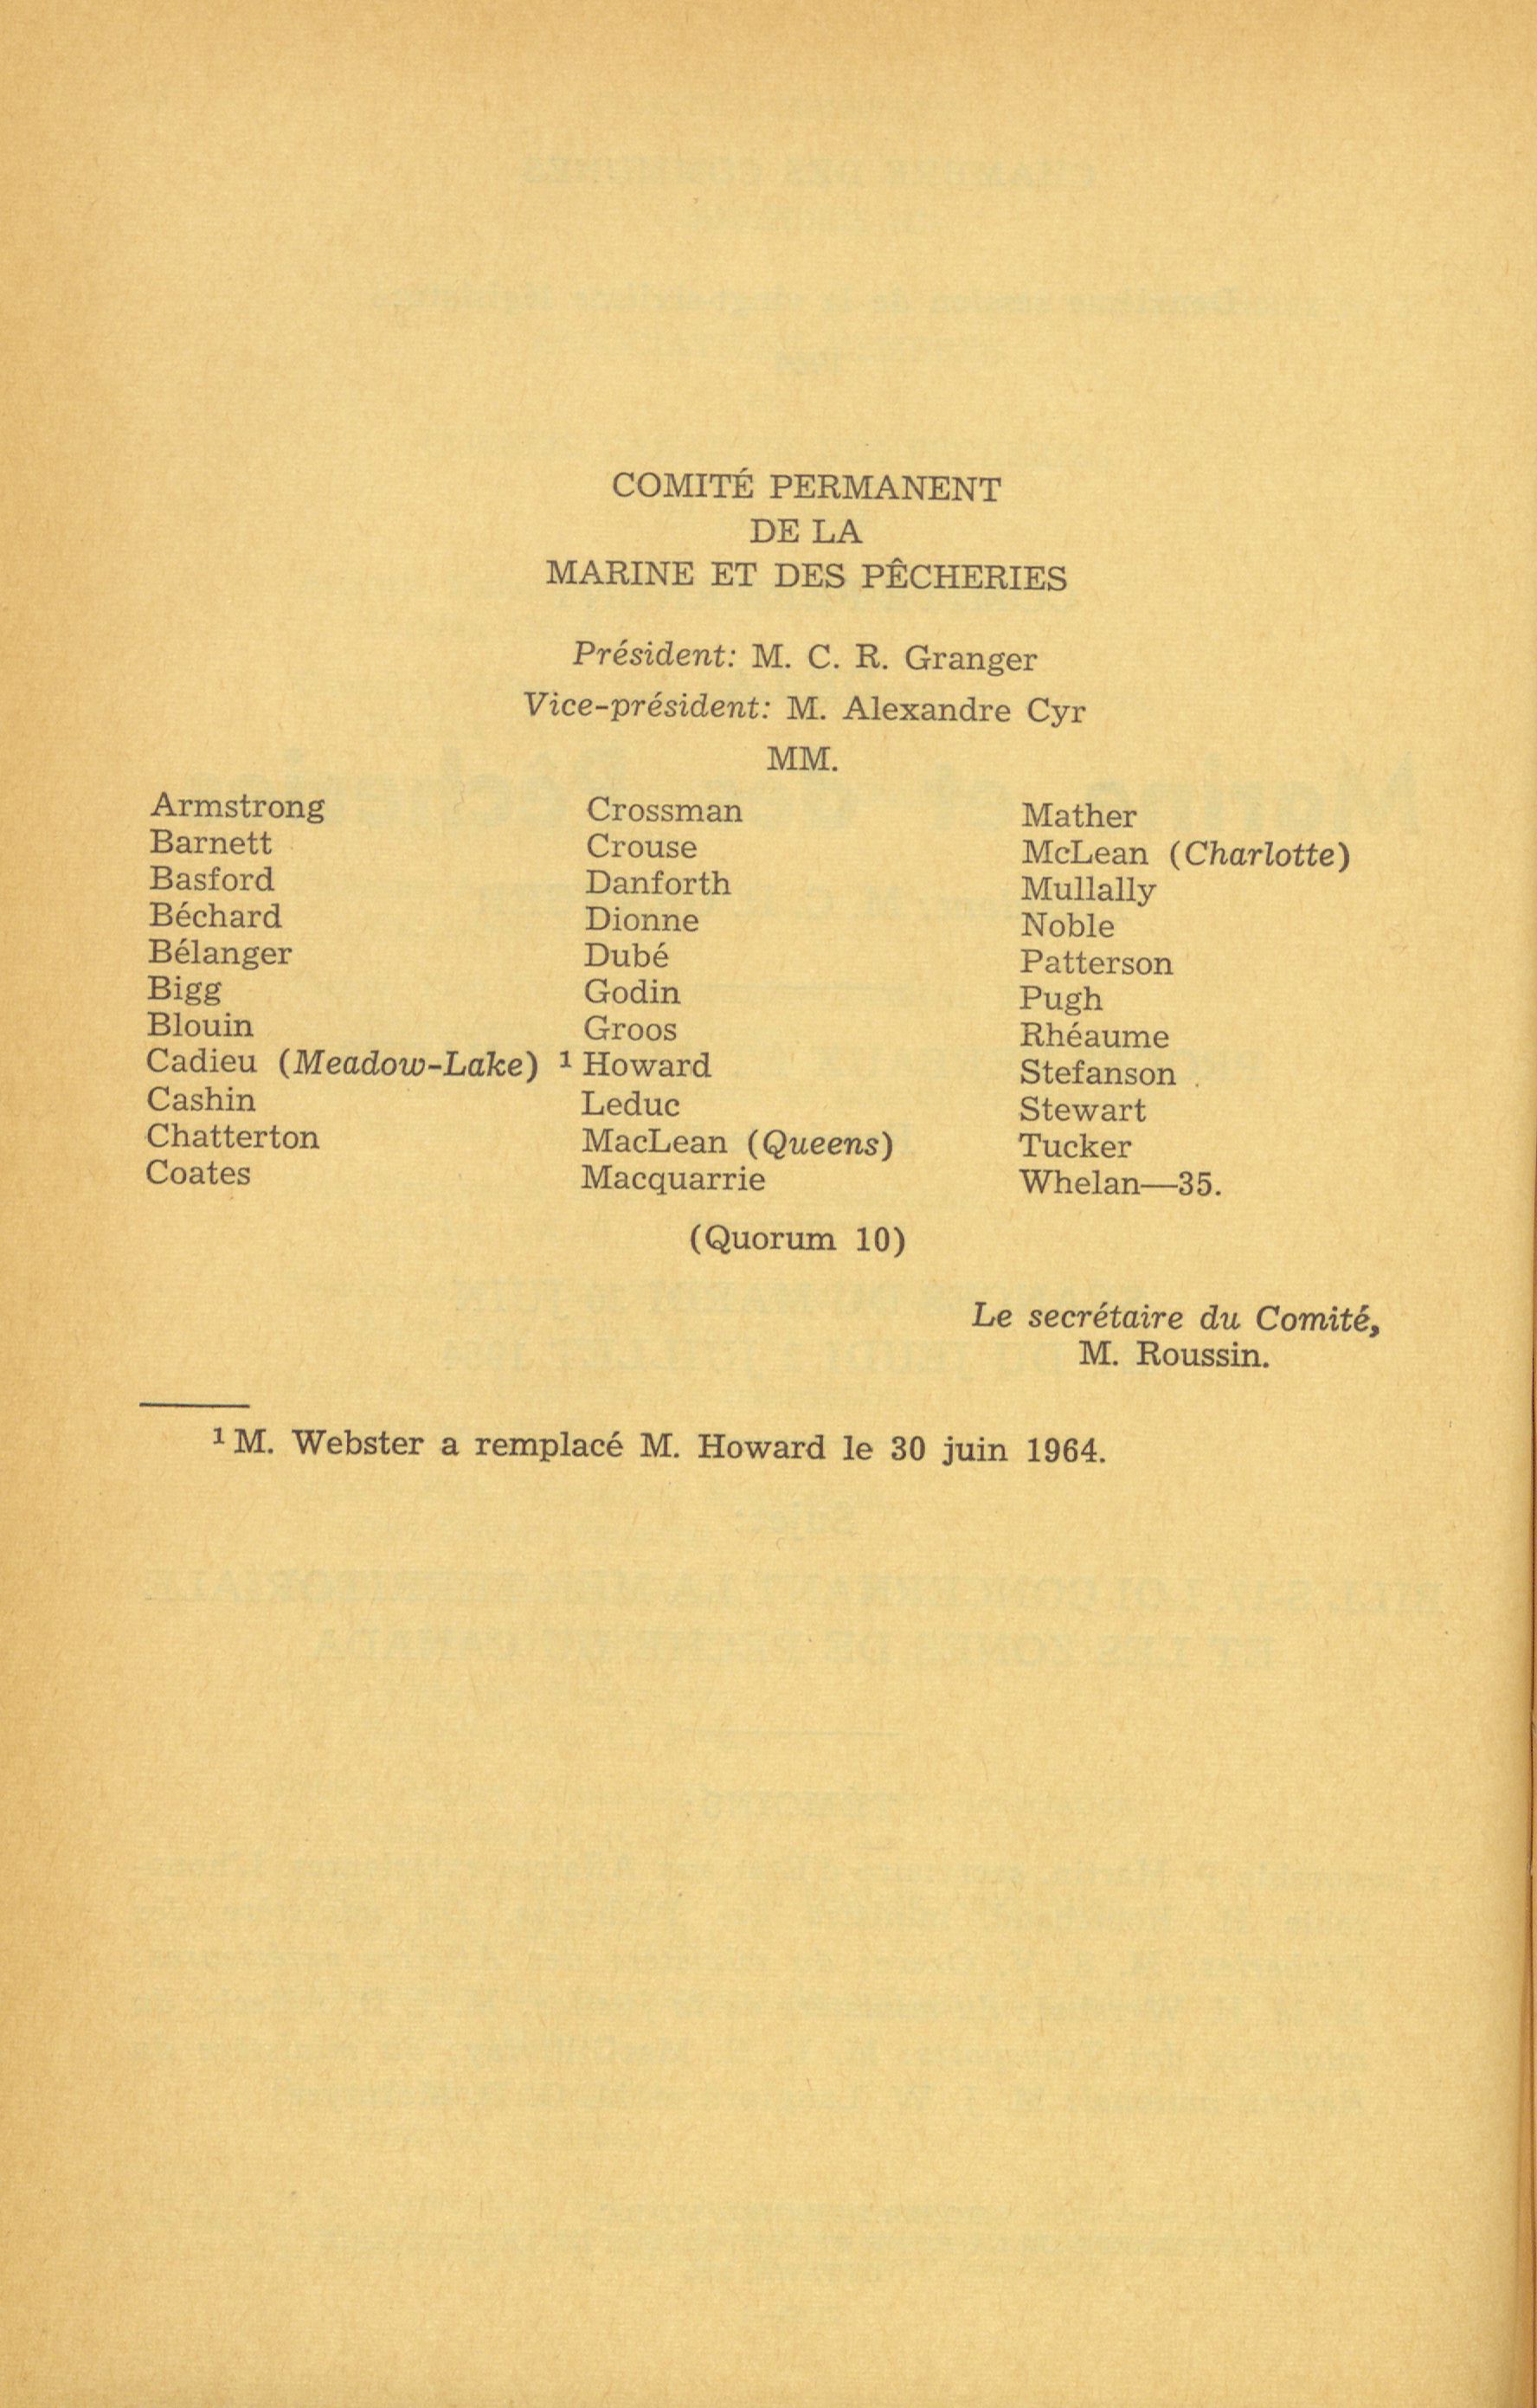 COMITÉ PERMANENT
DE LA
MARINE ET DES PÊCHERIES
Président: M. C. R. Granger
Vice-président: M. Alexandre Cyr
MM.
Armstrong
Barnett
Basford
Béchard
Bélanger
Bigg
Blouin
Cadieu (Meadow-Lake)
Cashin
Chatterton
Coates
Crossman
Crouse
Danforth
Dionne
Dubé
Godin
Groos
¹ Howard
Leduc
MacLean (Queens)
Macquarrie
Mather
McLean (Charlotte)
Mullally
Noble
Patterson
Pugh
Rhéaume
Stefanson
Stewart
Tucker
Whelan—35.
(Quorum 10)
Le secrétaire du Comité,
M. Roussin.
¹ M. Webster a remplacé M. Howard le 30 juin 1964.